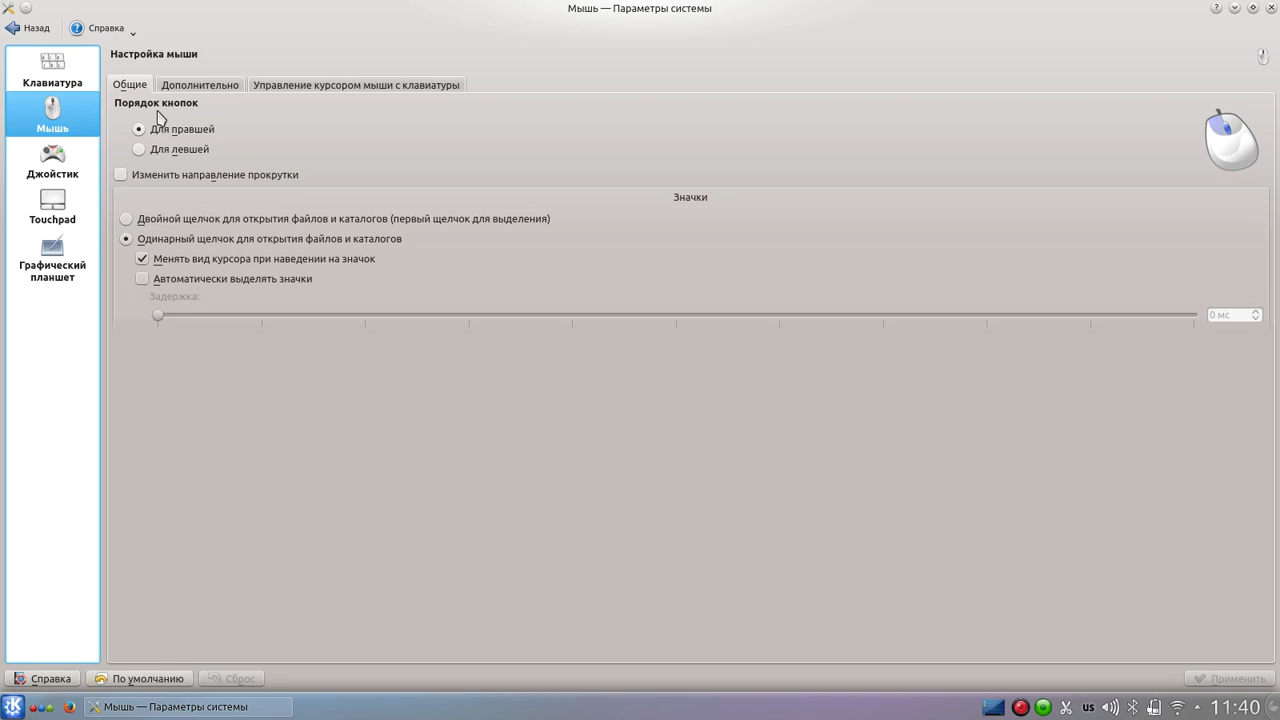 Мышь — Параметры системы
Назад
Справка
Клавиатура
Мышь
Джойстик
Touchpad
Графический
планшет
Настройка мыши
Общие
Дополнительно
Управление курсором мыши с клавиатуры
Порядок кнопок
Для правшей
Для левшей
Изменить направление прокрутки
Значки
Двойной щелчок для открытия файлов и каталогов (первый щелчок для выделения)
Одинарный щелчок для открытия файлов и каталогов
Менять вид курсора при наведении на значок
Автоматически выделять значки
Задержка:
0 мс
Справка
По умолчанию
Сброс
Применить
Мышь — Параметры системы
us
11:40